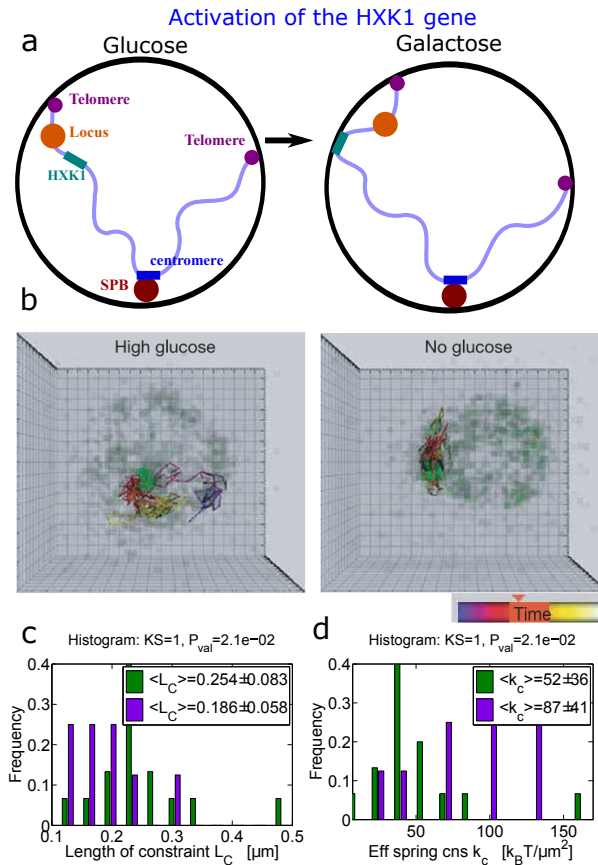 Activation of the HXK1 gene
a
Glucose
Galactose
Telomere
Locus
HXK1
Telomere
centromere
SPB
b
High glucose
No glucose
Time
c
Histogram: KS=1, P_val=2.1e−02
<L_C>=0.254±0.083
<L_C>=0.186±0.058
Frequency
0.4
0.3
0.2
0.1
0
0.1 0.2 0.3 0.4 0.5
Length of constraint L_C [µm]
d
Histogram: KS=1, P_val=2.1e−02
<k_c>=52±36
<k_c>=87±41
Frequency
0.4
0.3
0.2
0.1
0
50 100 150
Eff spring cns k_c [k_BT/µm²]